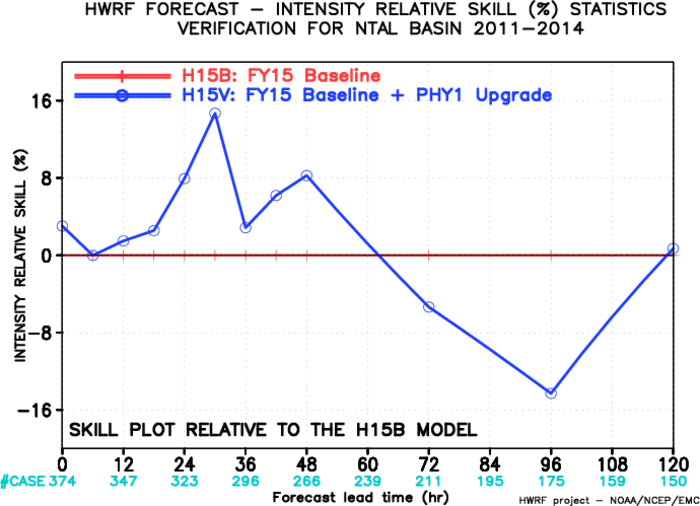 HWRF FORECAST – INTENSITY RELATIVE SKILL (%) STATISTICS
VERIFICATION FOR NTAL BASIN 2011–2014
H15B: FY15 Baseline
H15V: FY15 Baseline + PHY1 Upgrade
INTENSITY RELATIVE SKILL (%)
16
8
0
–8
–16
SKILL PLOT RELATIVE TO THE H15B MODEL
0 12 24 36 48 60 72 84 96 108 120
#CASE 374 347 323 296 266 239 211 195 175 159 150
Forecast lead time (hr)
HWRF project – NOAA/NCEP/EMC